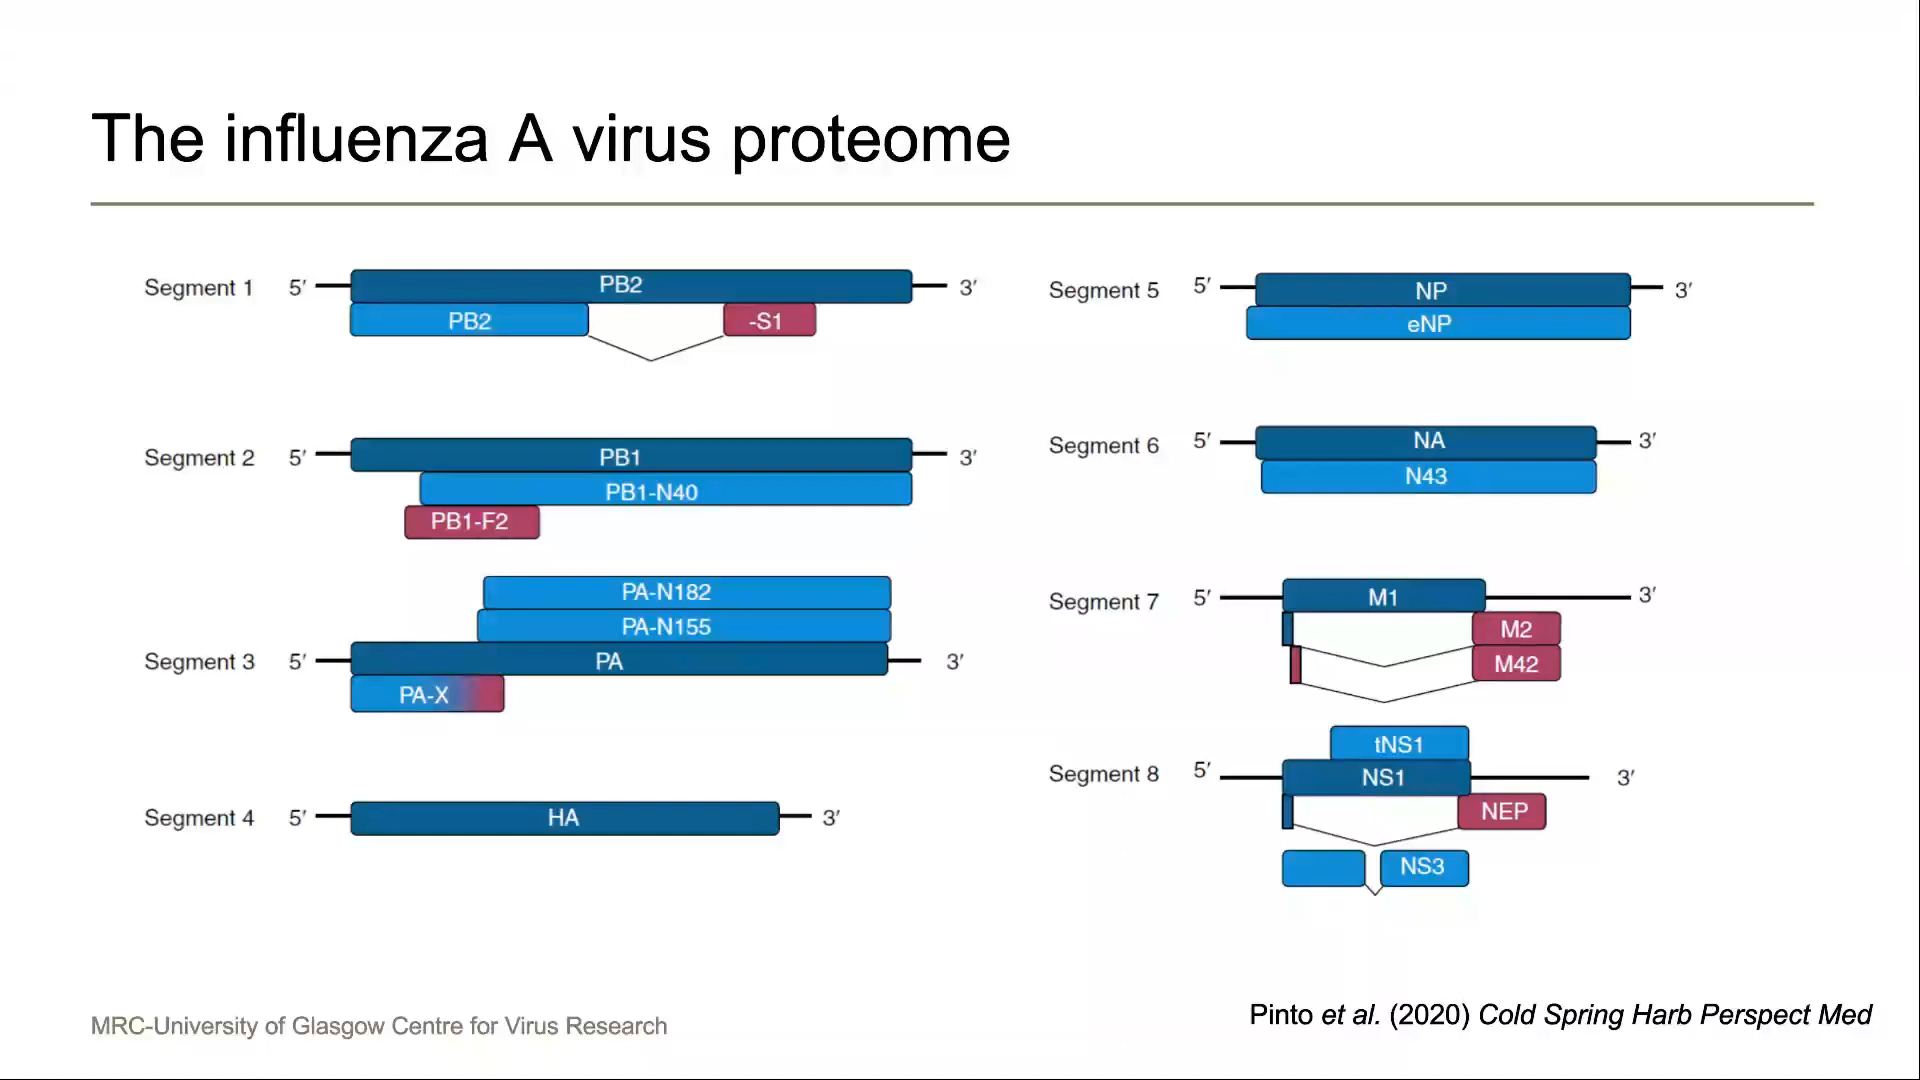 The influenza A virus proteome
Segment 1 5′ PB2 3′
PB2 -S1
Segment 2 5′ PB1 3′
PB1-N40
PB1-F2
PA-N182
PA-N155
Segment 3 5′ PA 3′
PA-X
Segment 4 5′ HA 3′
Segment 5 5′ NP 3′
eNP
Segment 6 5′ NA 3′
N43
Segment 7 5′ M1 3′
M2
M42
tNS1
Segment 8 5′ NS1 3′
NEP
NS3
MRC-University of Glasgow Centre for Virus Research
Pinto et al. (2020) Cold Spring Harb Perspect Med